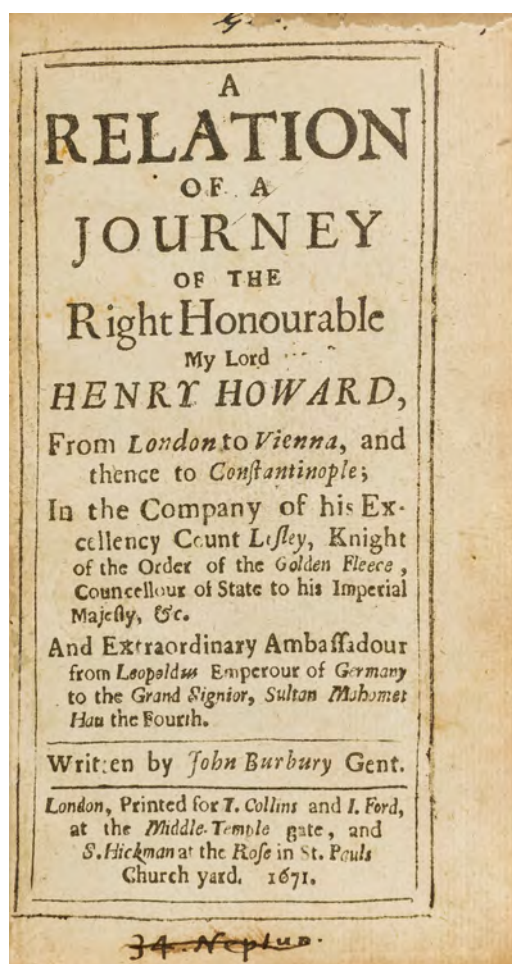 G.
A
RELATION
OF A
JOURNEY
OF THE
Right Honourable
My Lord
HENRY HOWARD,
From London to Vienna, and
thence to Conſtantinople;
In the Company of his Ex-
cellency Count Leſley, Knight
of the Order of the Golden Fleece,
Councellour of State to his Imperial
Majeſty, &c.
And Extraordinary Ambaſſadour
from Leopoldus Emperour of Germany
to the Grand Signior, Sultan Mahomet
Hau the Fourth.
Written by John Burbury Gent.
London, Printed for T. Collins and I. Ford,
at the Middle-Temple gate, and
S. Hickman at the Roſe in St. Pauls
Church yard. 1671.
34. Neptun.